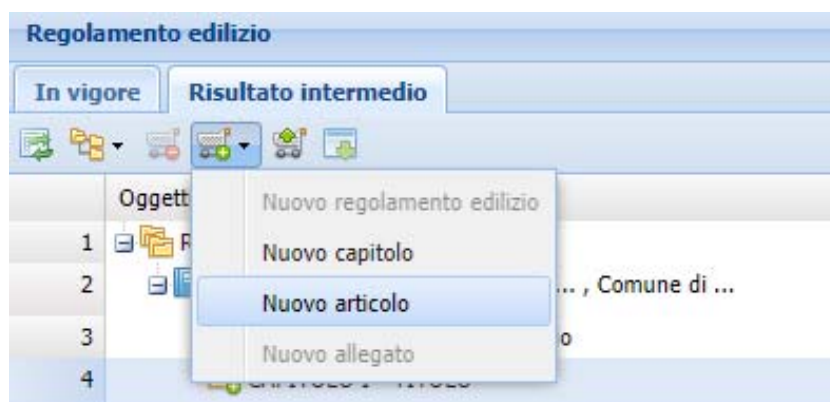 Regolamento edilizio
In vigore Risultato intermedio
Oggett
Nuovo regolamento edilizio
1 R
Nuovo capitolo
2 ... , Comune di ...
Nuovo articolo
3 o
Nuovo allegato
4